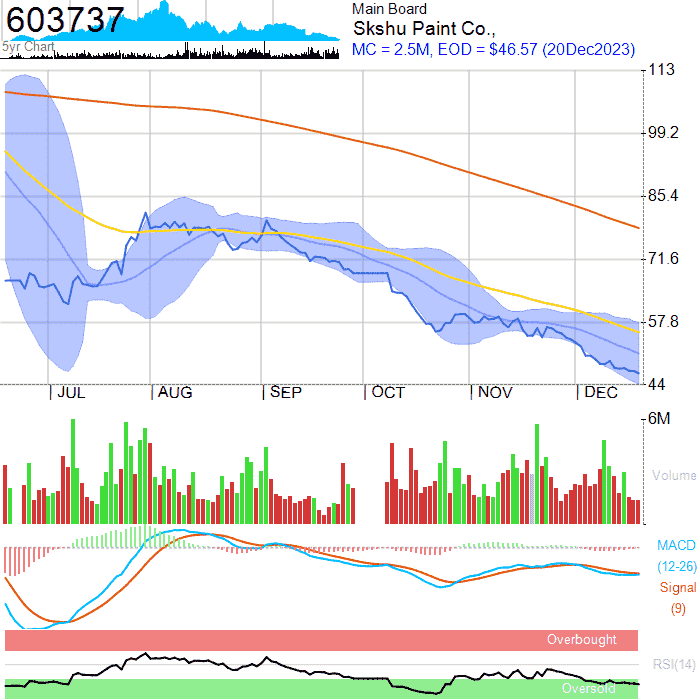 603737
5yr Chart
Main Board
Skshu Paint Co.,
MC = 2.5M, EOD = $46.57 (20Dec2023)
113
99.2
85.4
71.6
57.8
44
JUL AUG SEP OCT NOV DEC
6M
Volume
MACD
(12-26)
Signal
(9)
Overbought
RSI(14)
Oversold